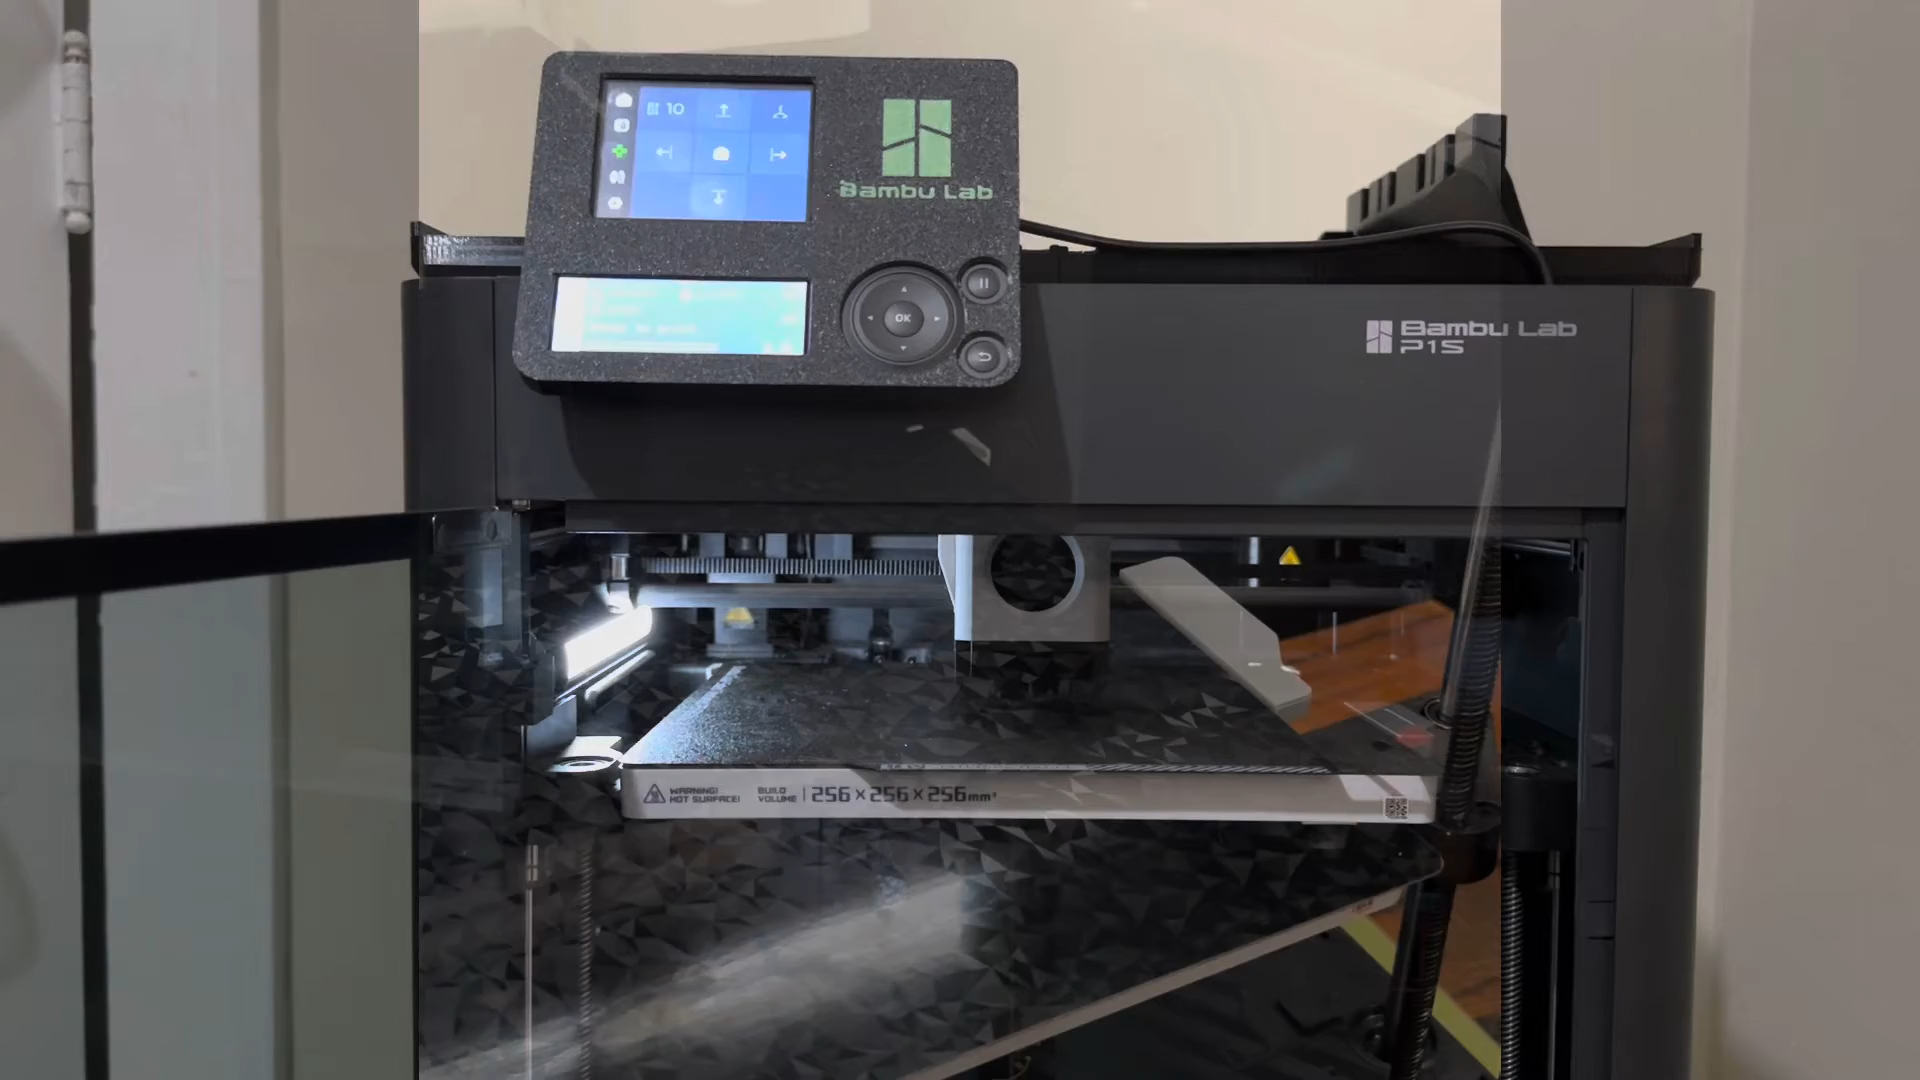 10
Bambu Lab
OK
Bambu Lab
P1S
WARNING!
HOT SURFACE!
BUILD
VOLUME
256 × 256 × 256mm³